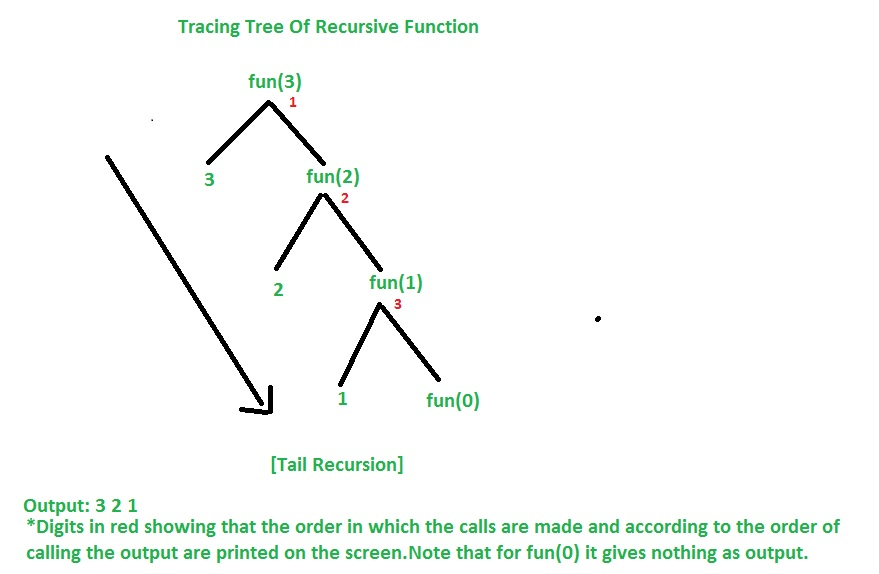 Tracing Tree Of Recursive Function
fun(3)
1
3
fun(2)
2
2
fun(1)
3
1
fun(0)
[Tail Recursion]
Output: 3 2 1
*Digits in red showing that the order in which the calls are made and according to the order of
calling the output are printed on the screen.Note that for fun(0) it gives nothing as output.